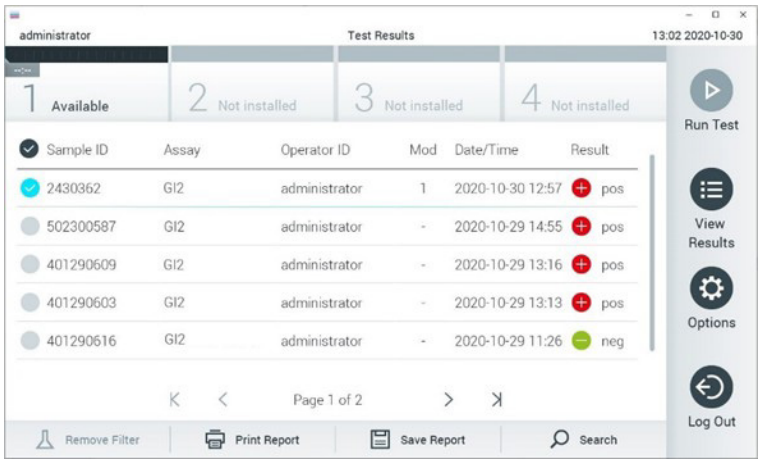 administrator Test Results 13:02 2020-10-30
--:--
1 Available 2 Not installed 3 Not installed 4 Not installed
Run Test
Sample ID Assay Operator ID Mod Date/Time Result
2430362 GI2 administrator 1 2020-10-30 12:57 pos
502300587 GI2 administrator - 2020-10-29 14:55 pos
401290609 GI2 administrator - 2020-10-29 13:16 pos
401290603 GI2 administrator - 2020-10-29 13:13 pos
401290616 GI2 administrator - 2020-10-29 11:26 neg
View
Results
Options
Page 1 of 2
Log Out
Remove Filter Print Report Save Report Search